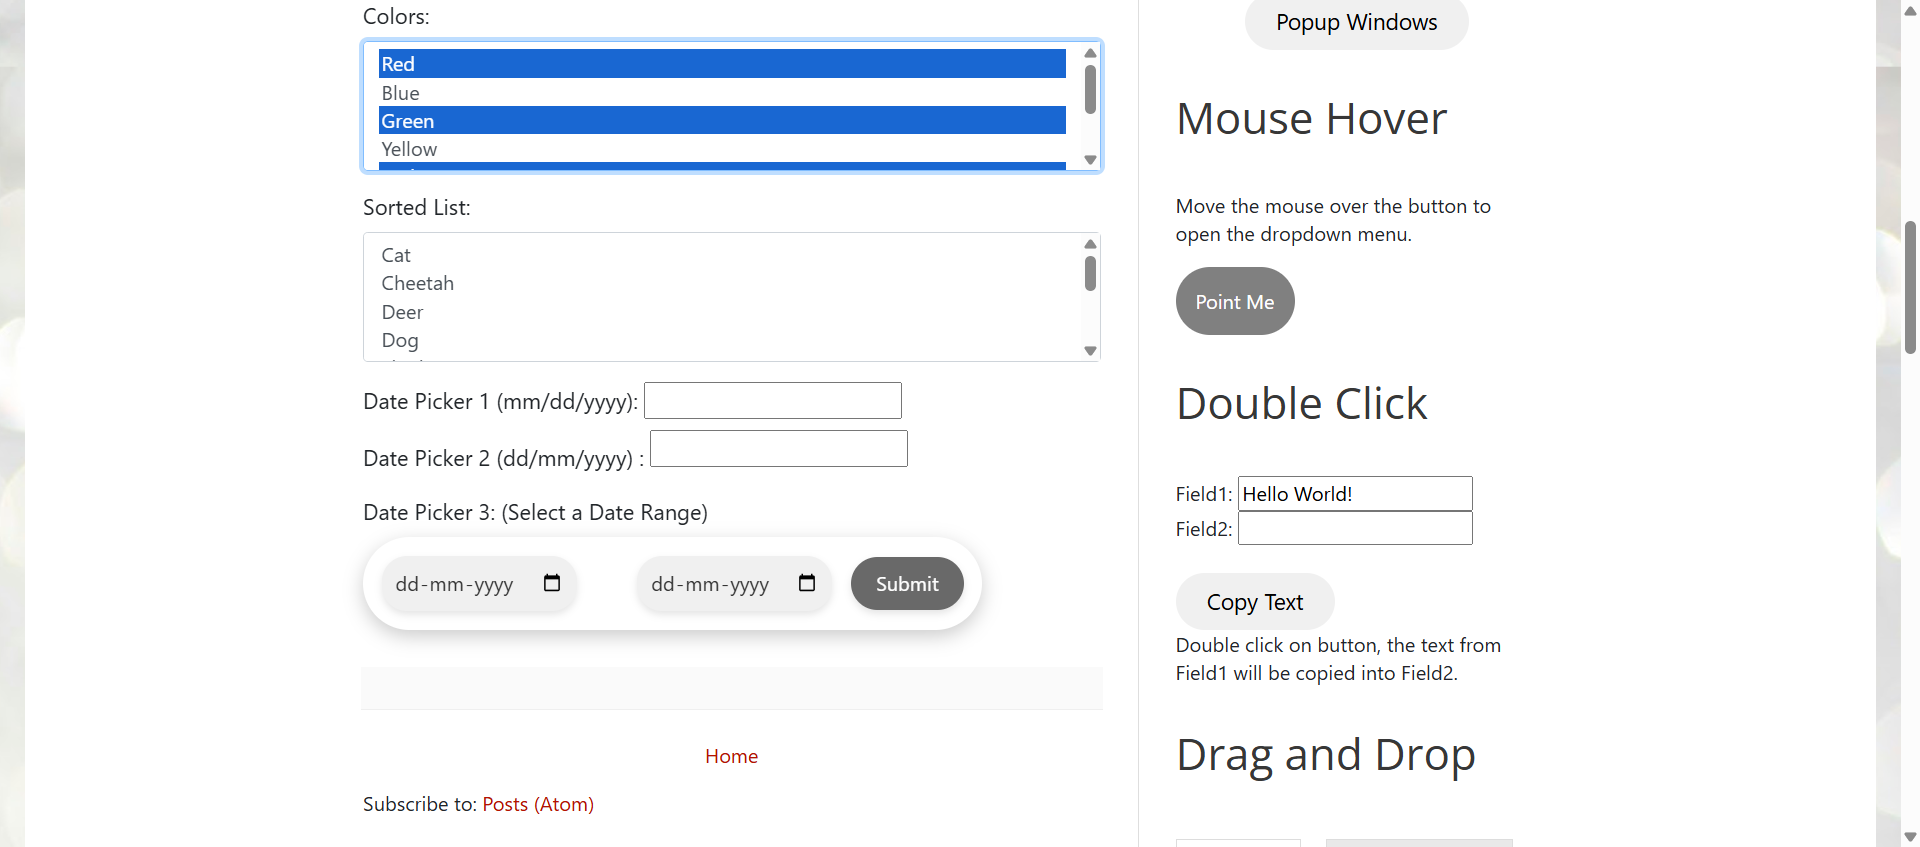 Colors:
Red
Blue
Green
Yellow
Sorted List:
Cat
Cheetah
Deer
Dog
Date Picker 1 (mm/dd/yyyy):
Date Picker 2 (dd/mm/yyyy) :
Date Picker 3: (Select a Date Range)
dd-mm-yyyy
dd-mm-yyyy
Submit
Home
Subscribe to: Posts (Atom)
Popup Windows
Mouse Hover
Move the mouse over the button to
open the dropdown menu.
Point Me
Double Click
Field1: Hello World!
Field2:
Copy Text
Double click on button, the text from
Field1 will be copied into Field2.
Drag and Drop